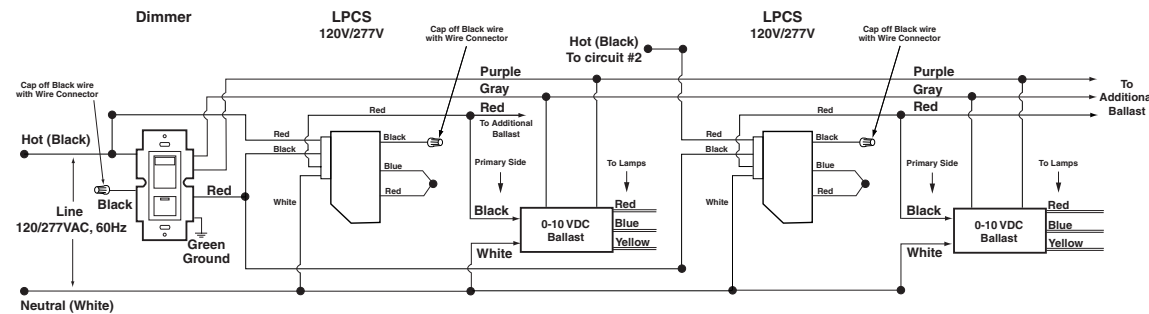 Dimmer
LPCS
120V/277V
Cap off Black wire
with Wire Connector
Hot (Black)
To circuit #2
LPCS
120V/277V
Cap off Black wire
with Wire Connector
Cap off Black wire
with Wire Connector
Purple
Gray
Red
Red
To Additional
Ballast
Purple
Gray
Red
Red
To
Additional
Ballast
Hot (Black)
Line
120/277VAC, 60Hz
Black
Red
Green
Ground
Red
Black
White
Black
Blue
Red
Primary Side
To Lamps
Black
White
0-10 VDC
Ballast
Red
Blue
Yellow
Red
Black
White
Black
Blue
Red
Primary Side
To Lamps
Black
White
0-10 VDC
Ballast
Red
Blue
Yellow
Neutral (White)